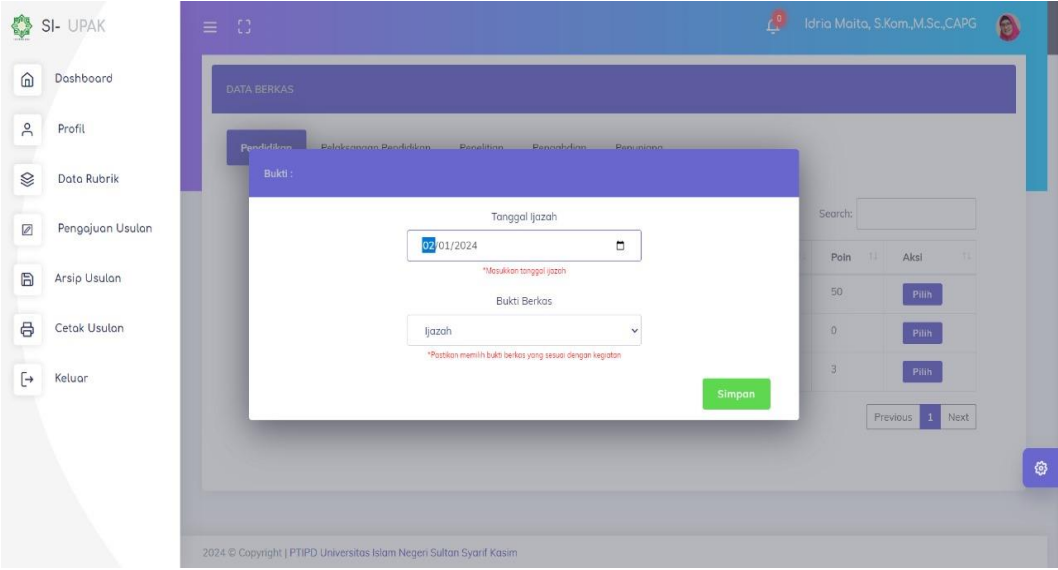 SI- UPAK
Idria Maita, S.Kom.,M.Sc.,CAPG
0
Dashboard
Profil
Data Rubrik
Pengajuan Usulan
Arsip Usulan
Cetak Usulan
Keluar
DATA BERKAS
Pendidikan Pelaksanaan Pendidikan Penelitian Pengabdian Penunjang
Bukti :
Tanggal Ijazah
02/01/2024
*Masukkan tanggal ijazah
Bukti Berkas
Ijazah
*Pastikan memilih bukti berkas yang sesuai dengan kegiatan
Simpan
Search:
Poin Aksi
50 Pilih
0 Pilih
3 Pilih
Previous 1 Next
2024 © Copyright | PTIPD Universitas Islam Negeri Sultan Syarif Kasim